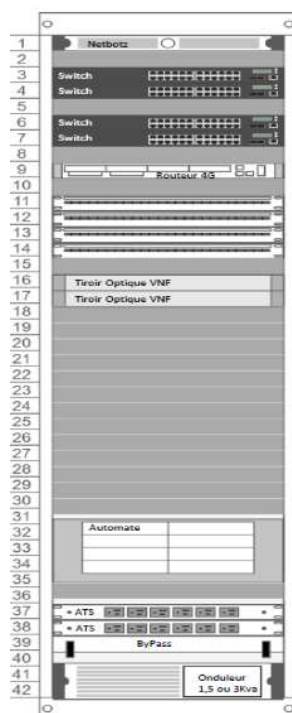 1 Netbotz
2
3 Switch
4 Switch
5
6 Switch
7 Switch
8
9 Routeur 4G
10
11
12
13
14
15
16 Tiroir Optique VNF
17 Tiroir Optique VNF
18
19
20
21
22
23
24
25
26
27
28
29
30
31
32 Automate
33
34
35
36
37 ATS
38 ATS
39 ByPass
40
41 Onduleur
42 1,5 ou 3Kva